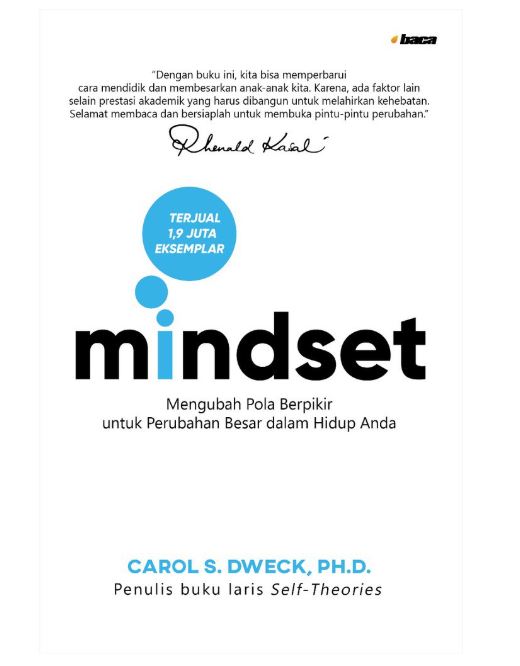 baca
“Dengan buku ini, kita bisa memperbarui
cara mendidik dan membesarkan anak-anak kita. Karena, ada faktor lain
selain prestasi akademik yang harus dibangun untuk melahirkan kehebatan.
Selamat membaca dan bersiaplah untuk membuka pintu-pintu perubahan.”
Rhenald Kasali
TERJUAL
1,9 JUTA
EKSEMPLAR
mindset
Mengubah Pola Berpikir
untuk Perubahan Besar dalam Hidup Anda
CAROL S. DWECK, PH.D.
Penulis buku laris Self-Theories